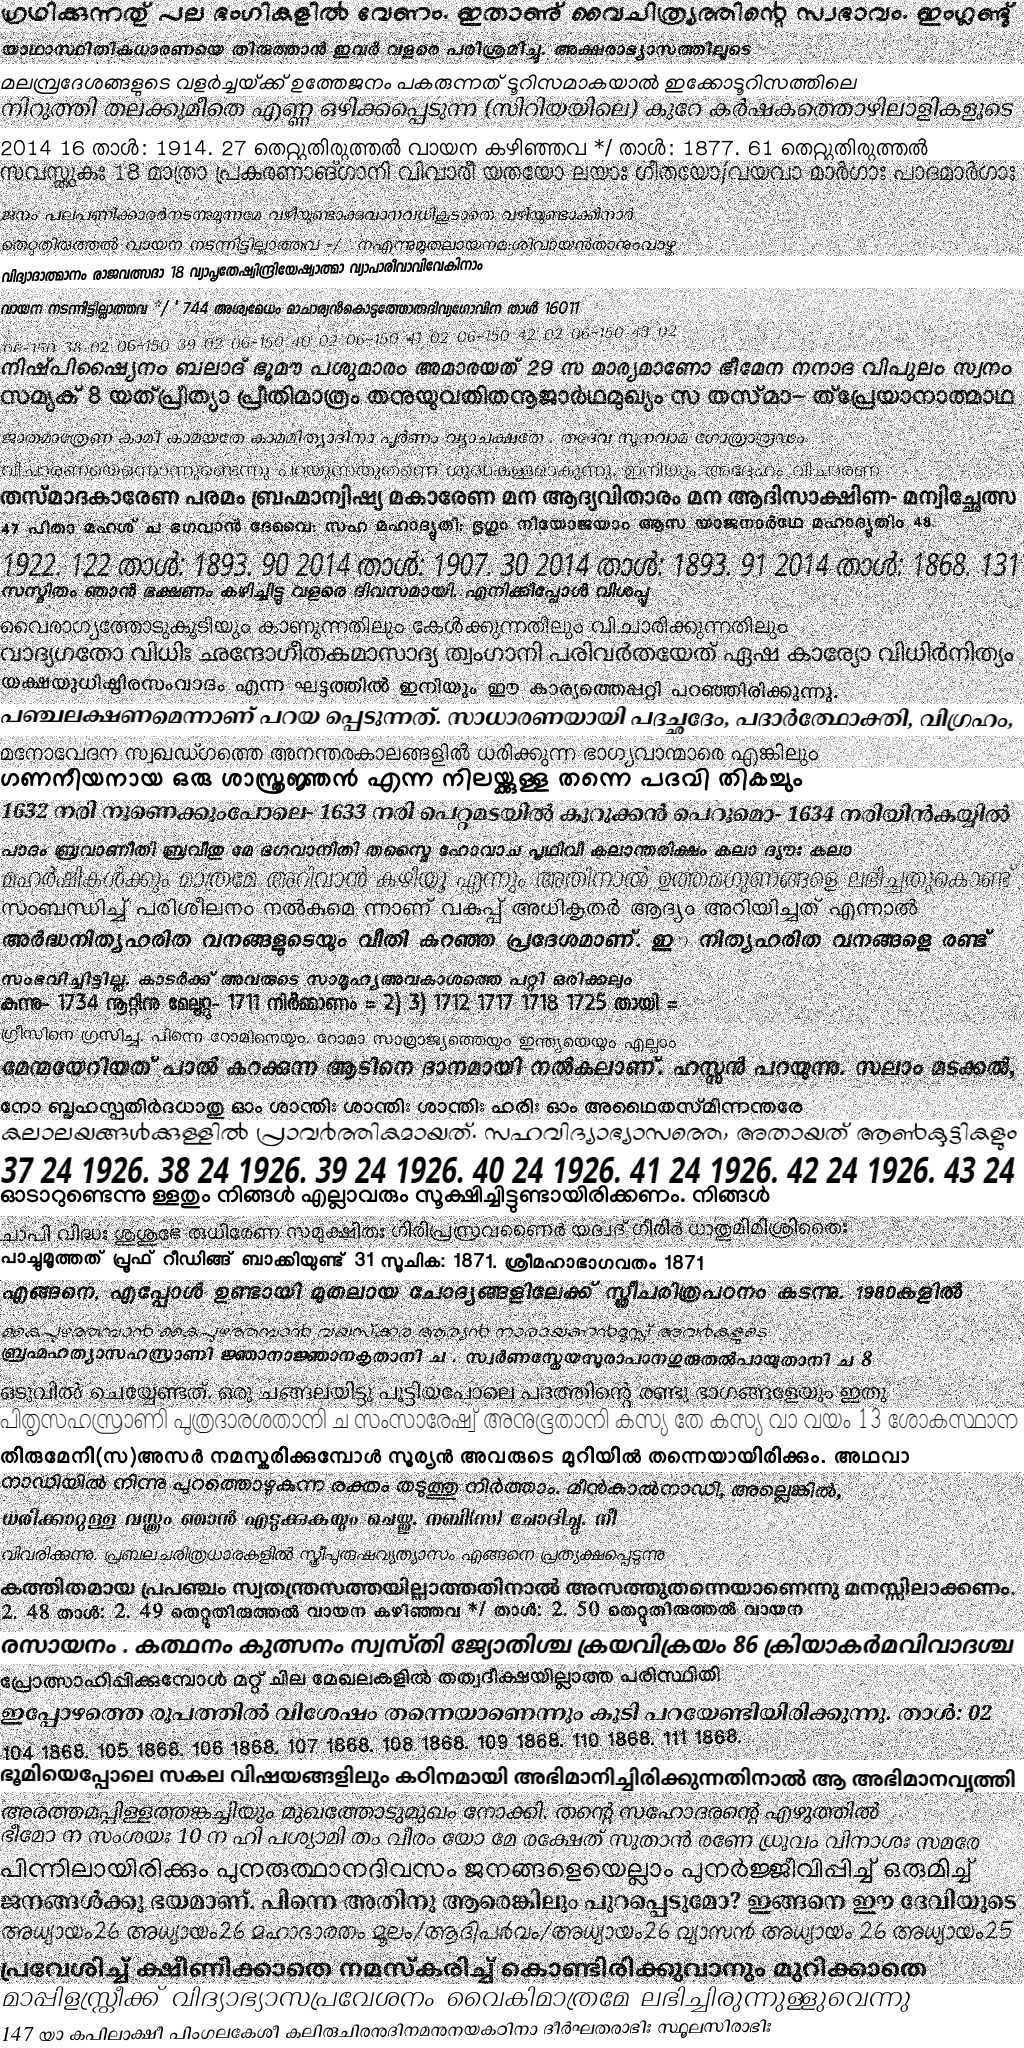 ഗ്രഥിക്കുന്നതു് പല ഭംഗികളിൽ വേണം. ഇതാണു് വൈചിത്ര്യത്തിന്റെ സ്വഭാവം. ഇംഗ്ലണ്ടു്
യാഥാസ്ഥിതികധാരണയെ തിരുത്താൻ ഇവർ വളരെ പരിശ്രമിച്ചു. അക്ഷരാഭ്യാസത്തിലൂടെ
മലമ്പ്രദേശങ്ങളുടെ വളർച്ചയ്ക്ക് ഉത്തേജനം പകരുന്നത് ടൂറിസമാകയാൽ ഇക്കോടൂറിസത്തിലെ
നിറുത്തി തലക്കുമീതെ എണ്ണ ഒഴിക്കപ്പെടുന്ന (സിറിയയിലെ) കുറേ കർഷകത്തൊഴിലാളികളൂടെ
2014 16 താൾ: 1914. 27 തെറ്റുതിരുത്തൽ വായന കഴിഞ്ഞവ */ താൾ: 1877. 61 തെറ്റുതിരുത്തൽ
സവസ്തുകഃ 18 മാത്രാ പ്രകരണാങ്ഗാനി വിവാരീ യതയോ ലയാഃ ഗീതയോ/വയവാ മാർഗാഃ പാദമാർഗാഃ
ജനം പലപണിക്കാരർനടന്നുമുന്നമേ വഴിയുണ്ടാക്കുവാനവധികൂടാതെ വഴിയുണ്ടാക്കിനാർ
തെറ്റുതിരുത്തൽ വായന നടന്നിട്ടില്ലാത്തവ =/ നഎന്നുമുതലായനമഃശിവായൻതാനുംവാഴൂ
വിദ്യാദാത്മാനം രാജവത്സദാ 18 വ്യാപൃതേഷ്വിന്ദ്രിയേഷ്വാത്മാ വ്യാപാരീവാവിവേകിനാം
വായന നടന്നിട്ടില്ലാത്തവ */ ' 744 അശ്വമേധം മാചാര്യൻകൊടുത്തോരുദിവ്യഗോവിന താൾ 16011
06-150 38 02 06-150 39 02 06-150 40 02 06-150 41 02 06-150 42 02 06-150 43 02
നിഷ്പിഷ്യൈനം ബലാദ് ഭൂമൗ പശുമാരം അമാരയത് 29 സ മാര്യമാണോ ഭീമേന നനാദ വിപുലം സ്വനം
സമ്യക് 8 യത്പ്രീത്യാ പ്രീതിമാത്രം തനുയുവതിതനൂജാർഥമുഖ്യം സ തസ്മാ– ത്പ്രേയാനാത്മാഥ
ജാതമാത്രേണ കാമീ കാമയതേ കാമമിത്യാദിനാ പൂർണം വ്യാചക്ഷതേ . തദേവ സൂനവാമ ഗോത്രാരൂഢം
വിചാരണയെന്നൊന്നുണ്ടെന്നു പറയുന്നതുതന്നെ ശുദ്ധകള്ളമാകുന്നു. ഇനിയും അദ്ദേഹം വിചാരണ
തസ്മാദകാരേണ പരമം ബ്രഹ്മാന്വിഷ്യ മകാരേണ മന ആദ്യവിതാരം മന ആദിസാക്ഷിണ- മന്വിച്ഛേത്സ
47 പിതാ മഹശ് ച ഭഗവാൻ ദേവൈഃ സഹ മഹാദ്യുതിഃ ഭൃഗും നിയോജയാം ആസ യാജനാർഥേ മഹാദ്യുതിം 48
1922. 122 താൾ: 1893. 90 2014 താൾ: 1907. 30 2014 താൾ: 1893. 91 2014 താൾ: 1868. 131
സസ്മിതം ഞാൻ ഭക്ഷണം കഴിച്ചിട്ടു വളരെ ദിവസമായി. എനിക്കിപ്പോൾ വിശപ്പു
വൈരാഗ്യത്തോടുകൂടിയും കാണുന്നതിലും കേൾക്കുന്നതിലും വിചാരിക്കുന്നതിലും
വാദ്യഗതോ വിധിഃ ഛന്ദോഗീതകമാസാദ്യ ത്വംഗാനി പരിവർതയേത് ഏഷ കാര്യോ വിധിർനിത്യം
യക്ഷയുധിഷ്ഠിരസംവാദം എന്ന ഘട്ടത്തിൽ ഇനിയും ഈ കാര്യത്തെപ്പറ്റി പറഞ്ഞിരിക്കുന്നു.
പഞ്ചലക്ഷണമെന്നാണ് പറയ പ്പെടുന്നത്. സാധാരണയായി പദച്ഛദേം, പദാർത്ഥോക്തി, വിഗ്രഹം,
മനോവേദന സ്വഖഡ്ഗത്തെ അനന്തരകാലങ്ങളിൽ ധരിക്കുന്ന ഭാഗ്യവാന്മാരെ എങ്കിലും
ഗണനീയനായ ഒരു ശാസ്ത്രജ്ഞൻ എന്ന നിലയ്ക്കുള്ള തന്നെ പദവി തികച്ചും
1632 നരി നുണെക്കുംപോലെ- 1633 നരി പെറ്റമടയിൽ കുറുക്കൻ പെറുമൊ- 1634 നരിയിൻകയ്യിൽ
പാദം ബ്രവാണീതി ബ്രവീതു മേ ഭഗവാനിതി തസ്മൈ ഹോവാച പൃഥിവീ കലാന്തരിക്ഷം കലാ ദ്യൗഃ കലാ
മഹർഷികൾക്കും മാത്രമേ അറിവാൻ കഴിയൂ എന്നും അതിനാൽ ഉത്തമഗുണങ്ങളെ ലഭിച്ചതുകൊണ്ട്
സംബന്ധിച്ച് പരിശീലനം നൽകുമെ ന്നാണ് വകുപ്പ് അധികൃതർ ആദ്യം അറിയിച്ചത് എന്നാൽ
അർദ്ധനിത്യഹരിത വനങ്ങളുടെയും വീതി കുറഞ്ഞ പ്രദേശമാണ്. ഈ നിത്യഹരിത വനങ്ങളെ രണ്ട്
സംഭവിച്ചിട്ടില്ല. കാടർക്ക് അവരുടെ സാമൂഹ്യഅവകാശത്തെ പറ്റി ഒരിക്കലും
കുന്നു- 1734 നൂറ്റിനു മേല്പറ്റു- 1711 നിൎമ്മാണം = 2) 3) 1712 1717 1718 1725 തായി =
ഗ്രീസിനെ ഗ്രസിച്ചു. പിന്നെ റോമിനെയും. റോമാ സാമ്രാജ്യത്തെയും ഇന്ത്യയെയും എല്ലാം
മേന്മയേറിയത് പാൽ കറക്കുന്ന ആടിനെ ദാനമായി നൽകലാണ്. ഹസ്സൻ പറയുന്നു. സലാം മടക്കൽ,
നോ ബൃഹസ്പതിർദധാതു ഓം ശാന്തിഃ ശാന്തിഃ ശാന്തിഃ ഹരിഃ ഓം അഥൈതസ്മിന്നന്തരേ
കലാലയങ്ങൾക്കുള്ളിൽ പ്രാവർത്തികമായത്. സഹവിദ്യാഭ്യാസത്തെ, അതായത് ആൺകുട്ടികളും
37 24 1926. 38 24 1926. 39 24 1926. 40 24 1926. 41 24 1926. 42 24 1926. 43 24
ഓടാറുണ്ടെന്നു ള്ളതും നിങ്ങൾ എല്ലാവരും സൂക്ഷിച്ചിട്ടുണ്ടായിരിക്കണം. നിങ്ങൾ
ചാപി വിദ്ധഃ ശുശുഭേ രുധിരേണ സമുക്ഷിതഃ ഗിരിപ്രസ്രവണൈർ യദ്വദ് ഗിരിർ ധാതുമിമിശ്രിതൈഃ
പാച്ചുമൂത്തത് പ്രൂഫ് റീഡിങ്ങ് ബാക്കിയുണ്ട് 31 സൂചിക: 1871. ശ്രീമഹാഭാഗവതം 1871
എങ്ങനെ, എപ്പോൾ ഉണ്ടായി മുതലായ ചോദ്യങ്ങളിലേക്ക് സ്ത്രീചരിത്രപഠനം കടന്നു. 1980കളിൽ
കൈപുഴത്തമ്പാൻ കൈപുഴത്തമ്പാൻ വയസ്ക്കര ആര്യൻ നാരായണൻമൂസ്സ് അവർകളുടെ
ബ്രഹ്മഹത്യാസഹസ്രാണി ജ്ഞാനാജ്ഞാനകൃതാനി ച . സ്വർണസ്തേയസുരാപാനഗുരുതൽപായുതാനി ച 8
ഒടുവിൽ ചെയ്യേണ്ടത്. ഒരു ചങ്ങലയിട്ടു പൂട്ടിയപോലെ പദത്തിന്റെ രണ്ടു ഭാഗങ്ങളേയും ഇതു
പിതൃസഹസ്രാണി പുത്രദാരശതാനി ച സംസാരേഷ്വ് അനുഭൂതാനി കസ്യ തേ കസ്യ വാ വയം 13 ശോകസ്ഥാന
തിരുമേനി(സ)അസർ നമസ്കരിക്കുമ്പോൾ സൂര്യൻ അവരുടെ മുറിയിൽ തന്നെയായിരിക്കും. അഥവാ
നാഡിയിൽ നിന്നു പുറത്തൊഴുകുന്ന രക്തം തടുത്തു നിർത്താം. മിൻകാൽനാഡി, അല്ലെങ്കിൽ,
ധരിക്കാറുള്ള വസ്ത്രം ഞാൻ എടുക്കുകയും ചെയ്തു. നബി(സ) ചോദിച്ചു. നീ
വിവരിക്കുന്നു. പ്രബലചരിത്രധാരകളിൽ സ്ത്രീപുരുഷവ്യത്യാസം എങ്ങനെ പ്രത്യക്ഷപ്പെടുന്നു
കത്തിതമായ പ്രപഞ്ചം സ്വതന്ത്രസത്തയില്ലാത്തതിനാൽ അസത്തുതന്നെയാണെന്നു മനസ്സിലാക്കണം.
2. 48 താൾ: 2. 49 തെറ്റുതിരുത്തൽ വായന കഴിഞ്ഞവ */ താൾ: 2. 50 തെറ്റുതിരുത്തൽ വായന
രസായനം . കത്ഥനം കുത്സനം സ്വസ്തി ജ്യോതിശ്ച ക്രയവിക്രയം 86 ക്രിയാകർമവിവാദശ്ച
പ്രോത്സാഹിപ്പിക്കുമ്പോൾ മറ്റ് ചില മേഖലകളിൽ തത്വദീക്ഷയില്ലാത്ത പരിസ്ഥിതി
ഇപ്പോഴത്തെ രൂപത്തിൽ വിശേഷം തന്നെയാണെന്നും കൂടി പറയേണ്ടിയിരിക്കുന്നു. താൾ: 02
104 1868. 105 1868. 106 1868. 107 1868. 108 1868. 109 1868. 110 1868. 111 1868.
ഭൂമിയെപ്പോലെ സകല വിഷയങ്ങളിലും കഠിനമായി അഭിമാനിച്ചിരിക്കുന്നതിനാൽ ആ അഭിമാനവൃത്തി
അരത്തമപ്പിള്ളത്തങ്കച്ചിയും മുഖത്തോടുമുഖം നോക്കി. തന്റെ സഹോദരന്റെ എഴുത്തിൽ
ഭീമോ ന സംശയഃ 10 ന ഹി പശ്യാമി തം വീരം യോ മേ രക്ഷേത് സുതാൻ രണേ ധ്രുവം വിനാശഃ സമരേ
പിന്നിലായിരിക്കും പുനരുത്ഥാനദിവസം ജനങ്ങളെയെല്ലാം പുനർജ്ജീവിപ്പിച്ച് ഒരുമിച്ച്
ജനങ്ങൾക്കു ഭയമാണ്. പിന്നെ അതിനു ആരെങ്കിലും പുറപ്പെടുമോ? ഇങ്ങനെ ഈ ദേവിയുടെ
അധ്യായം26 അധ്യായം26 മഹാഭാരതം മൂലം/ആദിപർവം/അധ്യായം26 വ്യാസൻ അധ്യായം 26 അധ്യായം25
പ്രവേശിച്ച് ക്ഷീണിക്കാതെ നമസ്കരിച്ച് കൊണ്ടിരിക്കുവാനും മുറിക്കാതെ
മാപ്പിളസ്ത്രീക്ക് വിദ്യാഭ്യാസപ്രവേശനം വൈകിമാത്രമേ ലഭിച്ചിരുന്നുള്ളുവെന്നു
147 യാ കപിലാക്ഷീ പിംഗലകേശീ കലിരുചിരനുദിനമനുനയകഠിനാ ദീർഘതരാഭിഃ സ്ഥൂലസിരാഭിഃ